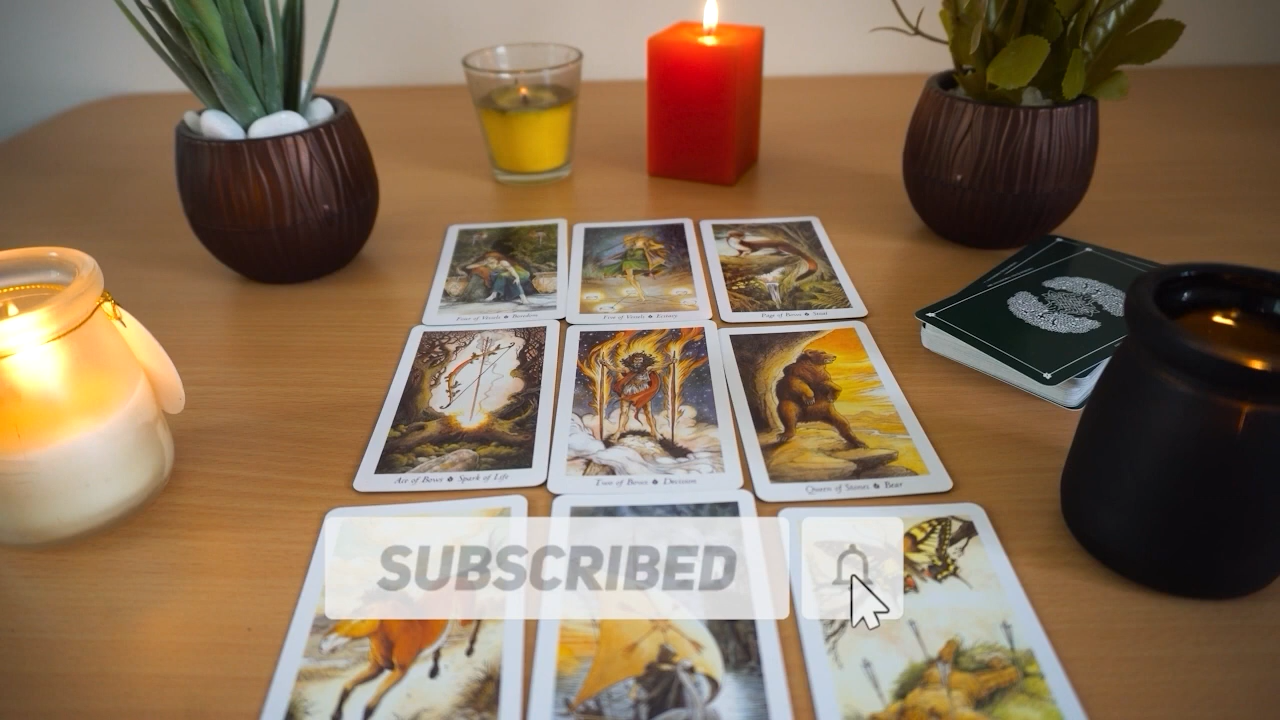 Four of Vessels Boredom
Five of Vessels Ecstasy
Page of Bows Stoat
Ace of Bows Spark of Life
Two of Bows Decision
Queen of Stones Bear
SUBSCRIBED